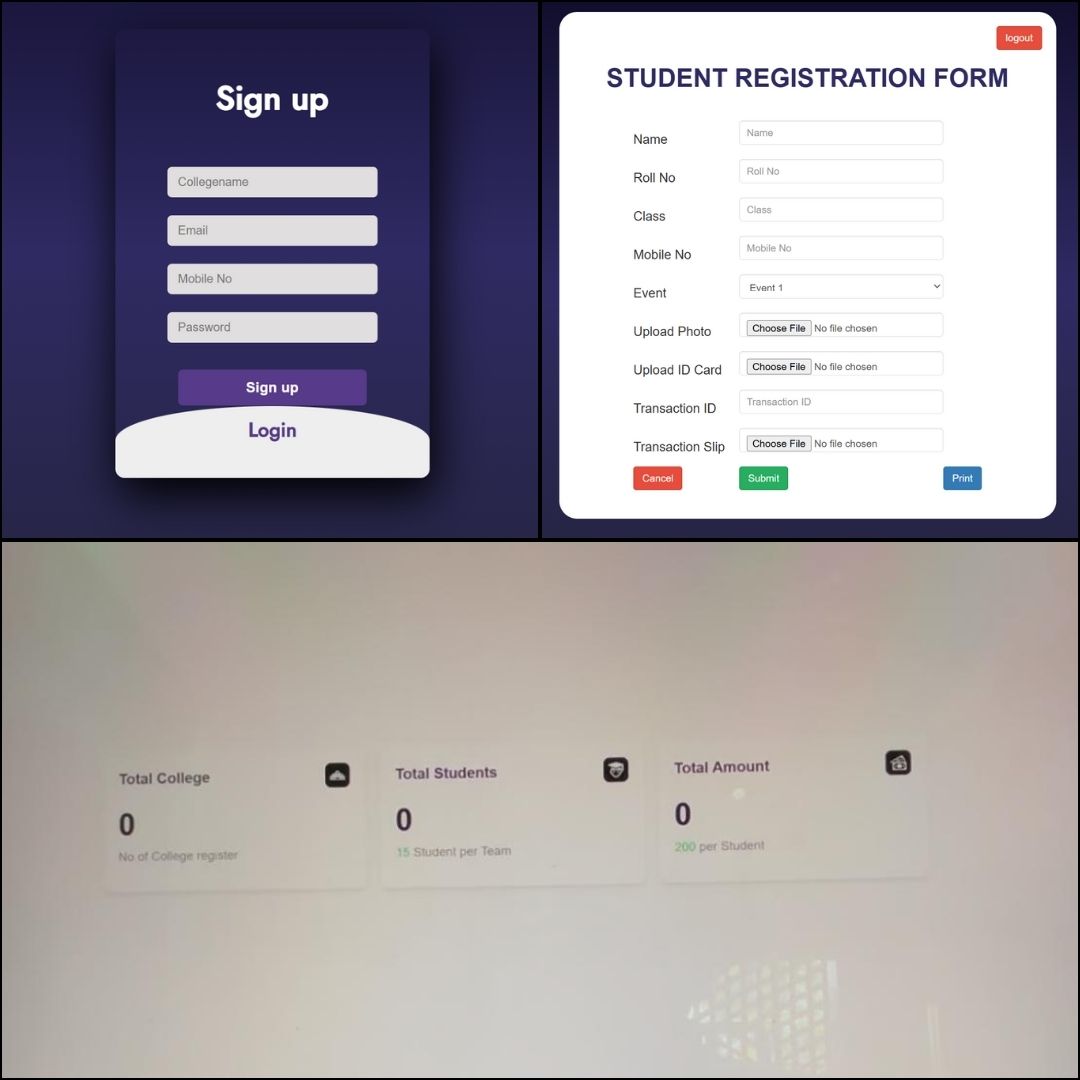 Sign up
Collegename
Email
Mobile No
Password
Sign up
Login
logout
STUDENT REGISTRATION FORM
Name Name
Roll No Roll No
Class Class
Mobile No Mobile No
Event Event 1
Upload Photo Choose File No file chosen
Upload ID Card Choose File No file chosen
Transaction ID Transaction ID
Transaction Slip Choose File No file chosen
Cancel Submit Print
Total College
0
No of College register
Total Students
0
15 Student per Team
Total Amount
0
200 per Student